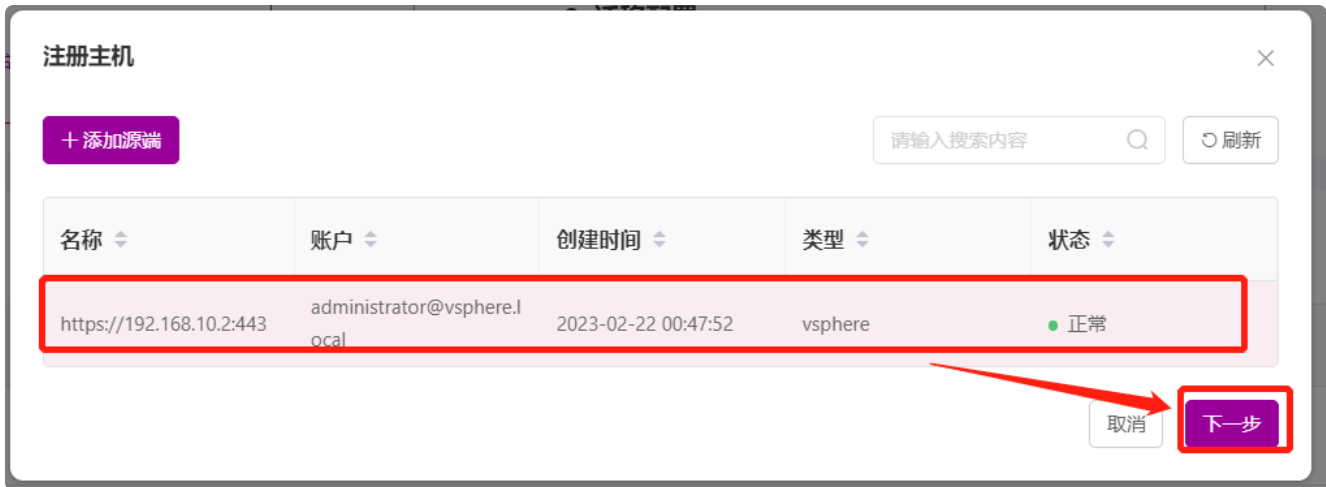 注册主机
添加源端
请输入搜索内容
刷新
名称 账户 创建时间 类型 状态
https://192.168.10.2:443 administrator@vsphere.l 2023-02-22 00:47:52 vsphere 正常
ocal
取消 下一步